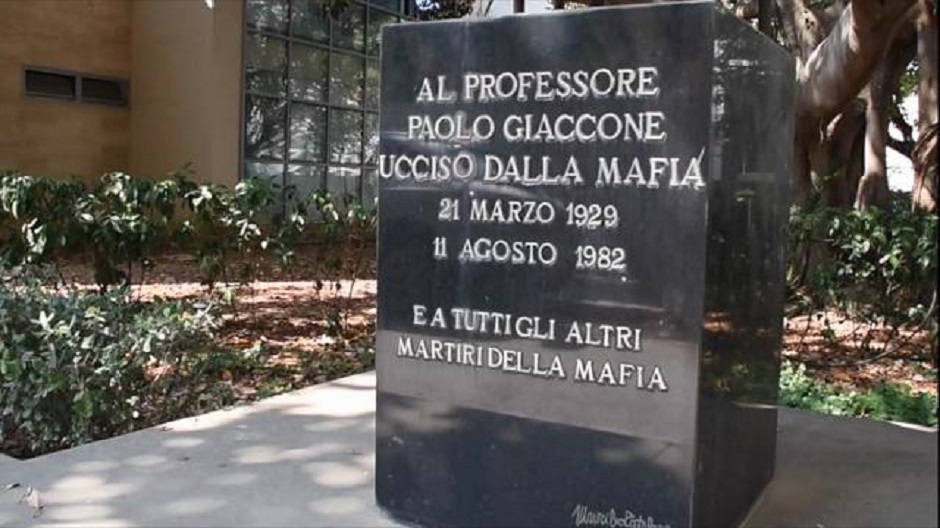 AL PROFESSORE
PAOLO GIACCONE
UCCISO DALLA MAFIA
21 MARZO 1929
11 AGOSTO 1982
E A TUTTI GLI ALTRI
MARTIRI DELLA MAFIA